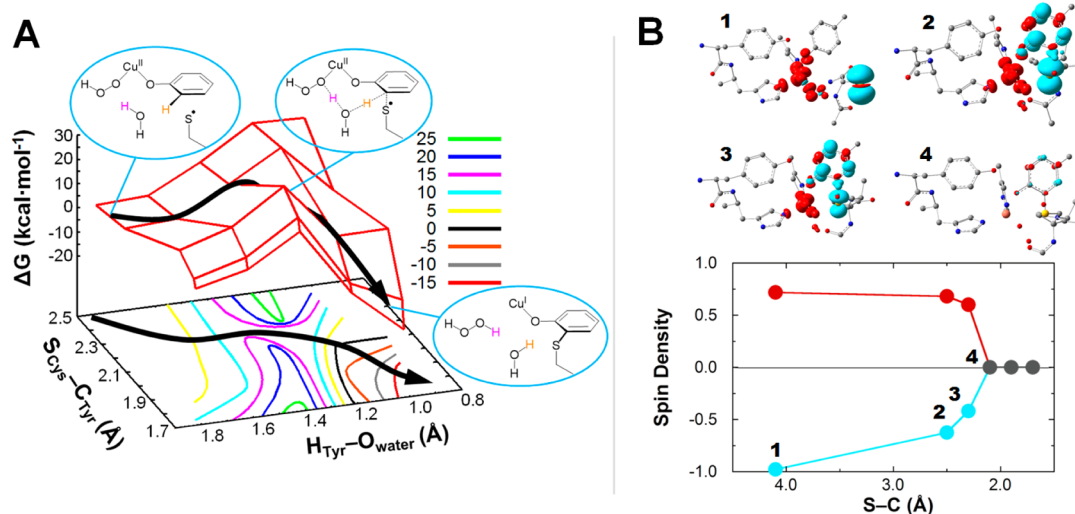 A
Cu^II
H O O O
H
H O H
S•
Cu^II
H O O O
H H
O H
S•
ΔG (kcal·mol⁻¹)
30
20
10
0
-10
-20
25
20
15
10
5
0
-5
-10
-15
Cu^I
O
O O H
H
O H
H
S
2.5
2.3
2.1
1.9
1.7
S_Cys–C_Tyr (Å)
1.8
1.6
1.4
1.2
1.0
0.8
H_Tyr–O_water (Å)
B
1
2
3
4
Spin Density
1.0
0.5
0.0
-0.5
-1.0
1
2
3
4
4.0
3.0
2.0
S–C (Å)